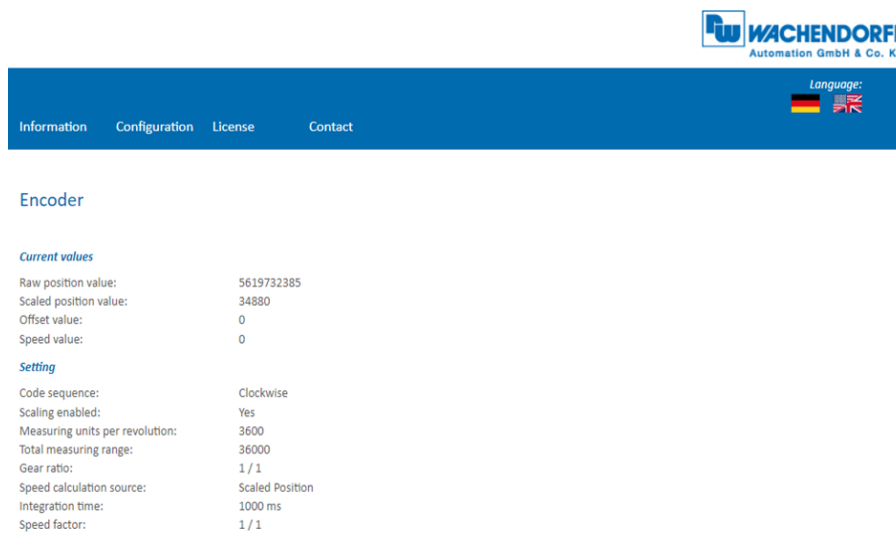 WACHENDORFF
Automation GmbH & Co. K
Language:
Information Configuration License Contact
Encoder
Current values
Raw position value: 5619732385
Scaled position value: 34880
Offset value: 0
Speed value: 0
Setting
Code sequence: Clockwise
Scaling enabled: Yes
Measuring units per revolution: 3600
Total measuring range: 36000
Gear ratio: 1 / 1
Speed calculation source: Scaled Position
Integration time: 1000 ms
Speed factor: 1 / 1